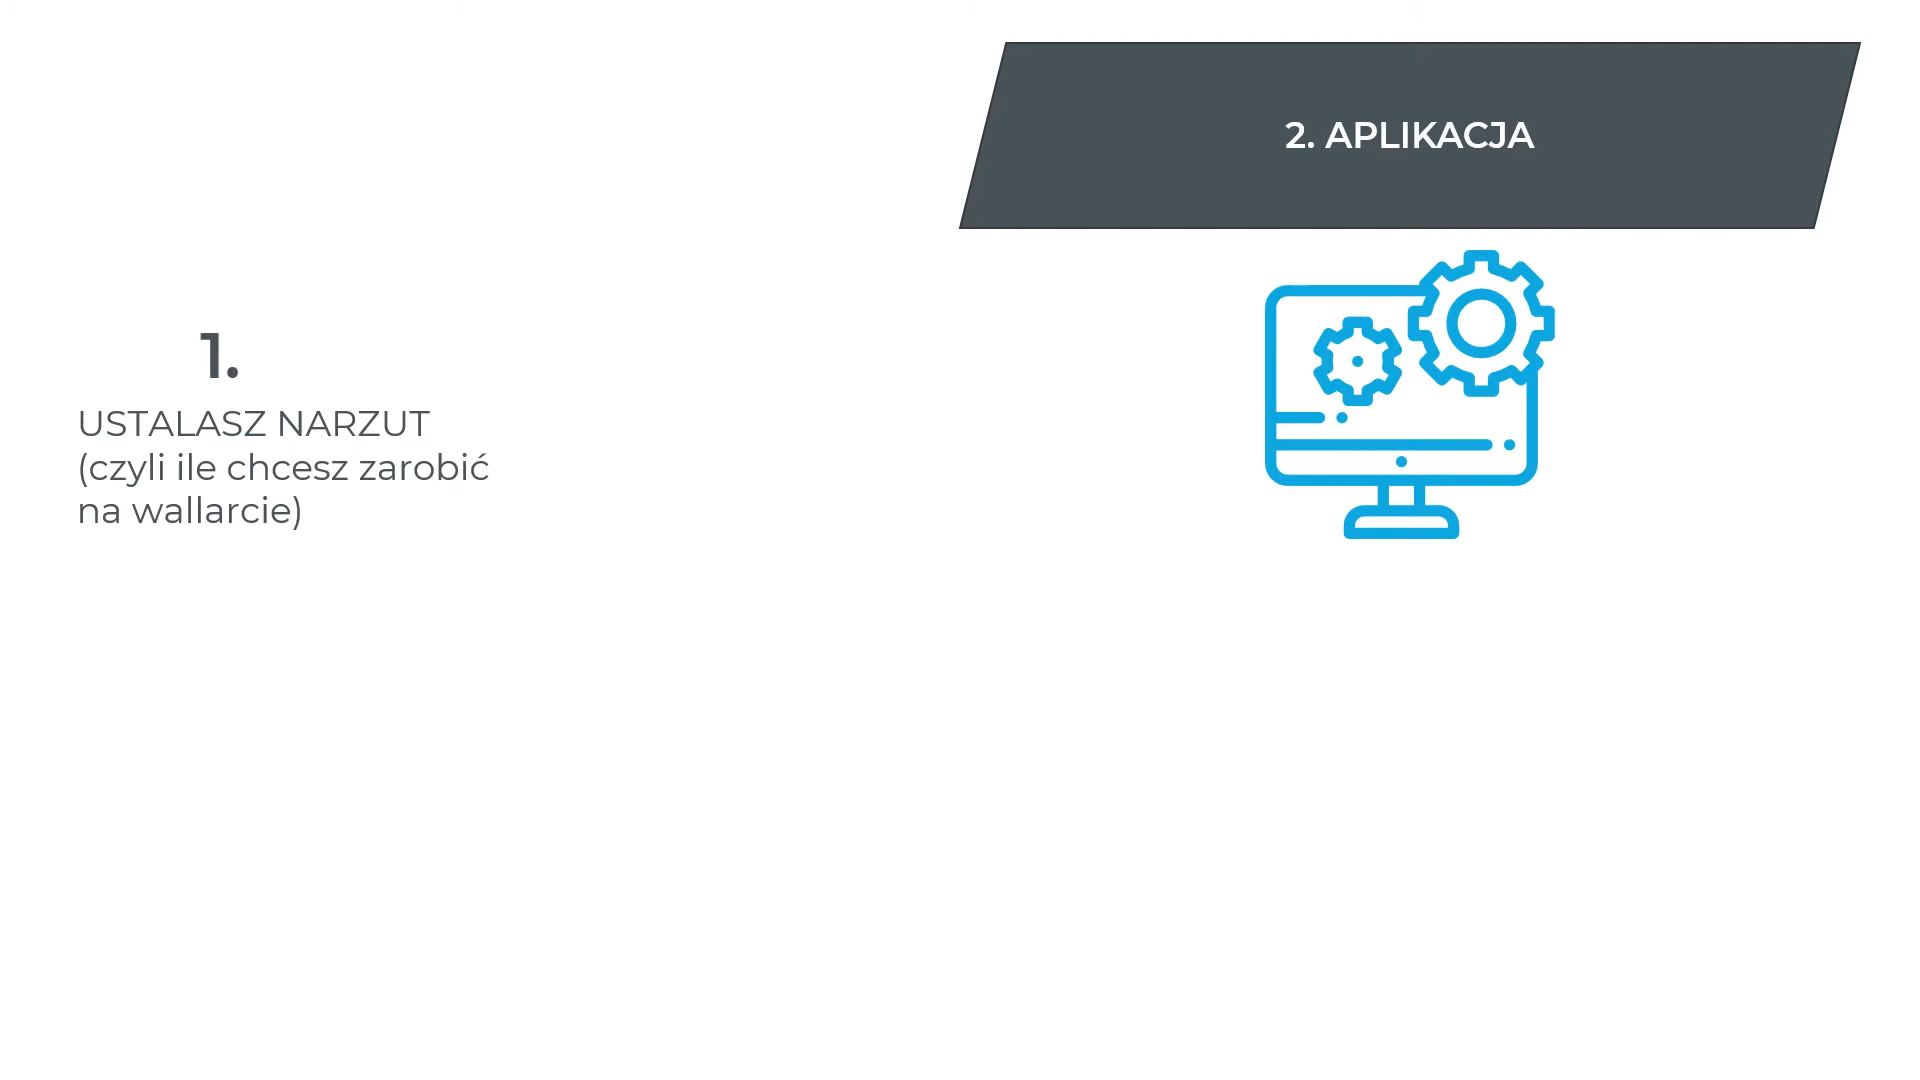 2. APLIKACJA
1.
USTALASZ NARZUT
(czyli ile chcesz zarobić
na wallarcie)